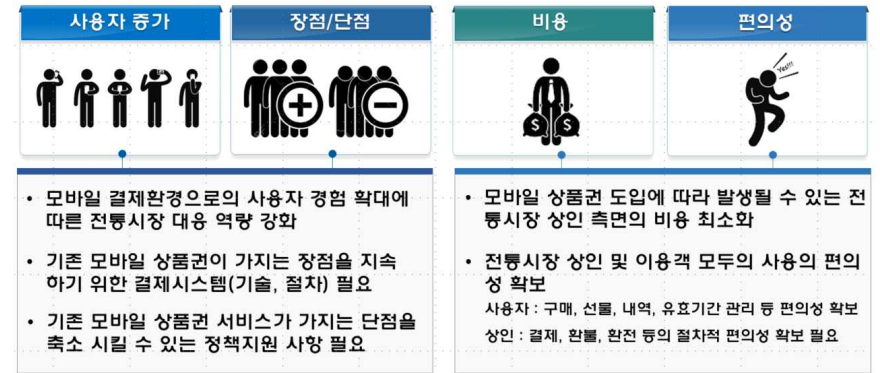 사용자 증가
장점/단점
비용
편의성
Yes!!!
$ $
• 모바일 결제환경으로의 사용자 경험 확대에
따른 전통시장 대응 역량 강화
• 기존 모바일 상품권이 가지는 장점을 지속
하기 위한 결제시스템(기술, 절차) 필요
• 기존 모바일 상품권 서비스가 가지는 단점을
축소 시킬 수 있는 정책지원 사항 필요
• 모바일 상품권 도입에 따라 발생될 수 있는 전
통시장 상인 측면의 비용 최소화
• 전통시장 상인 및 이용객 모두의 사용의 편의
성 확보
사용자 : 구매, 선물, 내역, 유효기간 관리 등 편의성 확보
상인 : 결제, 환불, 환전 등의 절차적 편의성 확보 필요